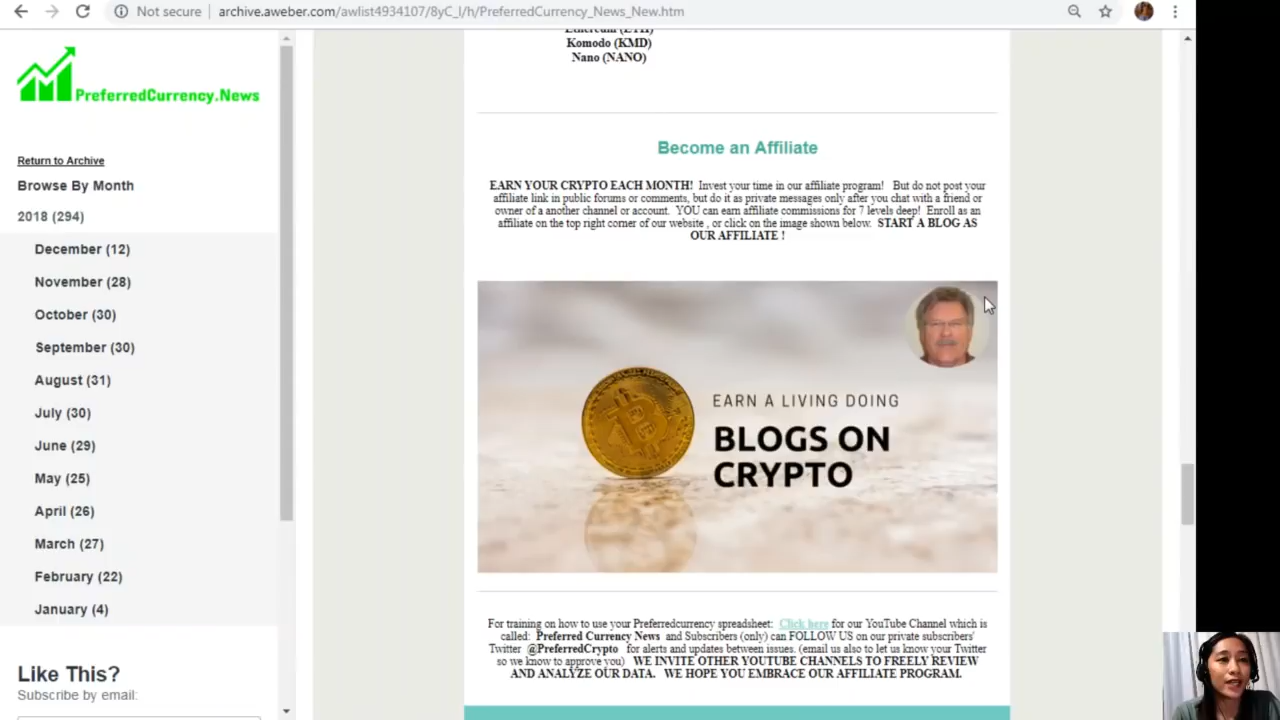 Not secure
archive.aweber.com/awlist4934107/8yC_l/h/PreferredCurrency_News_New.htm
PreferredCurrency.News
Return to Archive
Browse By Month
2018 (294)
December (12)
November (28)
October (30)
September (30)
August (31)
July (30)
June (29)
May (25)
April (26)
March (27)
February (22)
January (4)
Like This?
Subscribe by email:
Ethereum (ETH)
Komodo (KMD)
Nano (NANO)
Become an Affiliate
EARN YOUR CRYPTO EACH MONTH! Invest your time in our affiliate program! But do not post your
affiliate link in public forums or comments, but do it as private messages only after you chat with a friend or
owner of a another channel or account. YOU can earn affiliate commissions for 7 levels deep! Enroll as an
affiliate on the top right corner of our website , or click on the image shown below. START A BLOG AS
OUR AFFILIATE !
EARN A LIVING DOING
BLOGS ON
CRYPTO
For training on how to use your Preferredcurrency spreadsheet: Click here for our YouTube Channel which is
called: Preferred Currency News and Subscribers (only) can FOLLOW US on our private subscribers'
Twitter @PreferredCrypto for alerts and updates between issues. (email us also to let us know your Twitter
so we know to approve you) WE INVITE OTHER YOUTUBE CHANNELS TO FREELY REVIEW
AND ANALYZE OUR DATA. WE HOPE YOU EMBRACE OUR AFFILIATE PROGRAM.